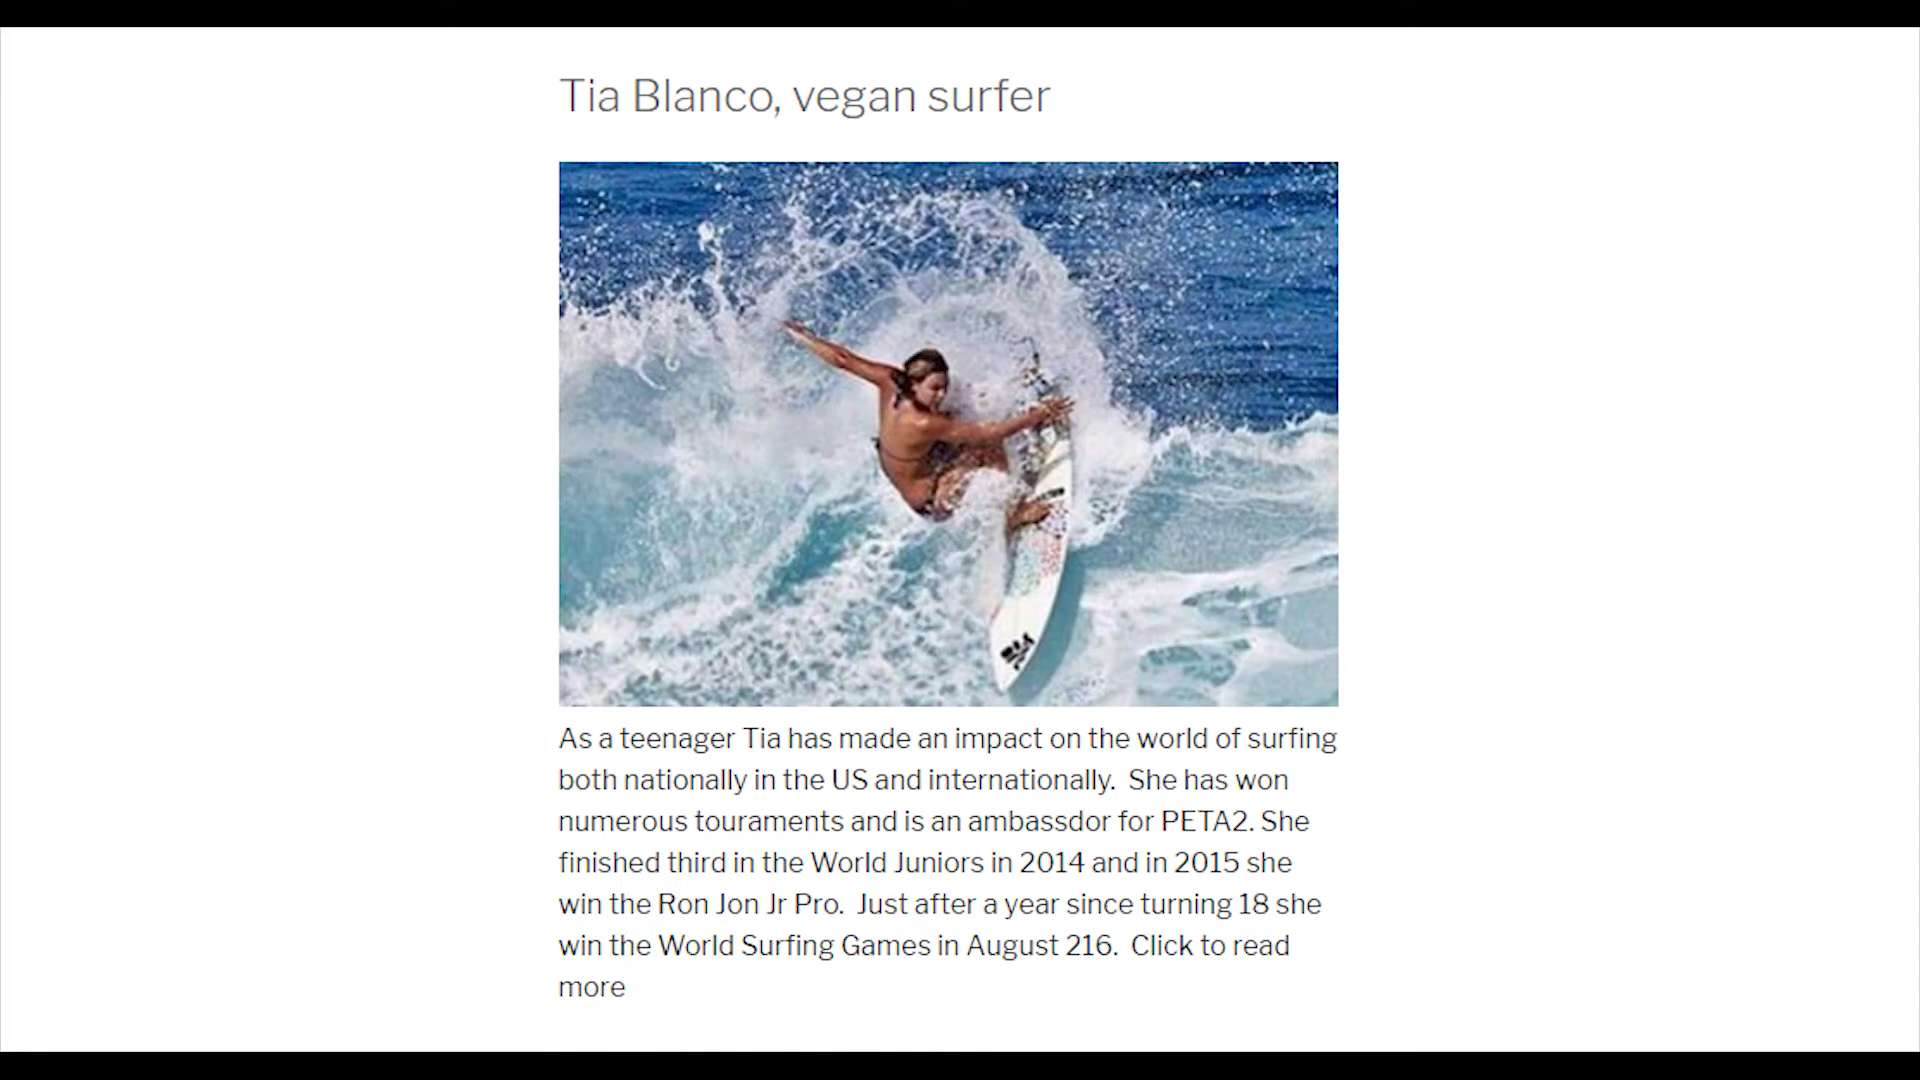 Tia Blanco, vegan surfer
As a teenager Tia has made an impact on the world of surfing
both nationally in the US and internationally.  She has won
numerous touraments and is an ambassdor for PETA2. She
finished third in the World Juniors in 2014 and in 2015 she
win the Ron Jon Jr Pro.  Just after a year since turning 18 she
win the World Surfing Games in August 216.  Click to read
more